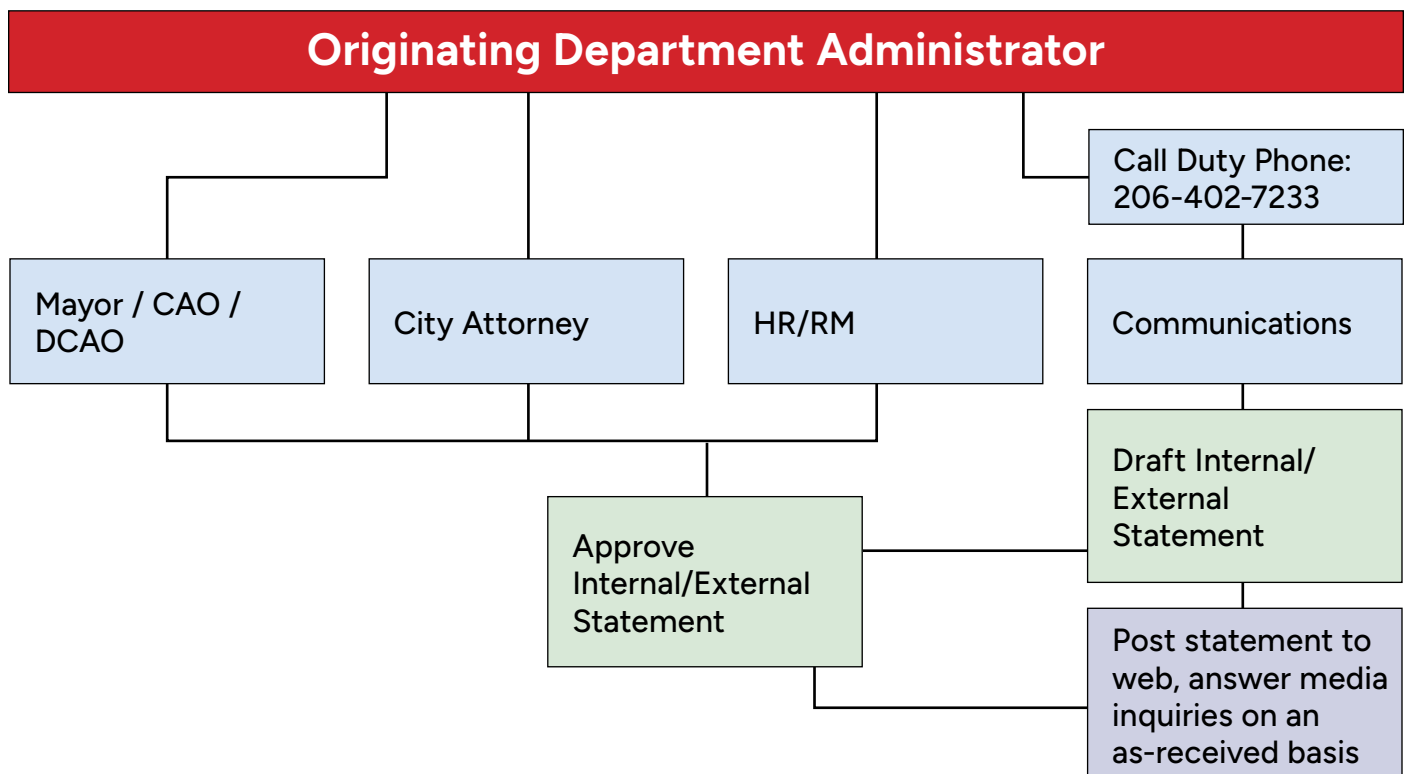 Originating Department Administrator
Call Duty Phone:
206-402-7233
Mayor / CAO /
DCAO
City Attorney
HR/RM
Communications
Approve
Internal/External
Statement
Draft Internal/
External
Statement
Post statement to
web, answer media
inquiries on an
as-received basis